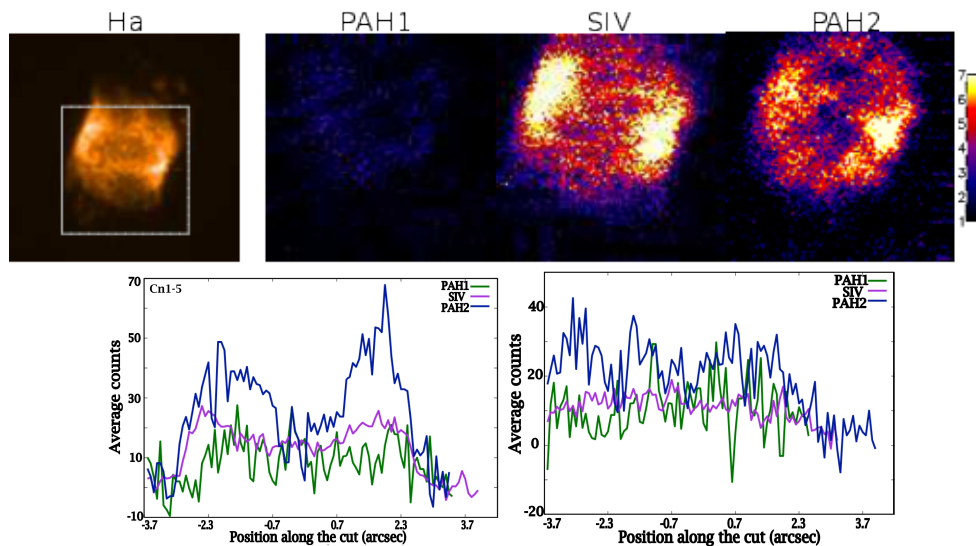 Ha PAH1 SIV PAH2
7
6
5
4
3
2
1
Cn1-5
PAH1
SIV
PAH2
70
50
30
10
-10
Average counts
-3.7 -2.3 -0.7 0.7 2.3 3.7
Position along the cut (arcsec)
PAH1
SIV
PAH2
40
20
0
-20
Average counts
-3.7 -2.3 -0.7 0.7 2.3 3.7
Position along the cut (arcsec)